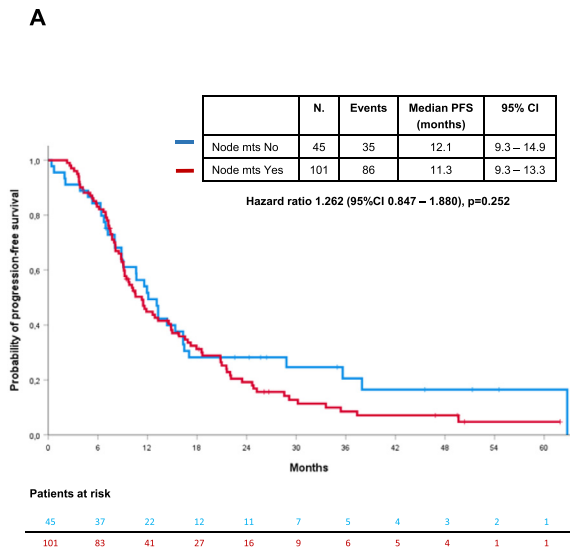 A
N. Events Median PFS (months) 95% CI
Node mts No 45 35 12.1 9.3 – 14.9
Node mts Yes 101 86 11.3 9.3 – 13.3
Hazard ratio 1.262 (95%CI 0.847 – 1.880), p=0.252
Probability of progression-free survival
1,0
0,8
0,6
0,4
0,2
0,0
0 6 12 18 24 30 36 42 48 54 60
Months
Patients at risk
45 37 22 12 11 7 5 4 3 2 1
101 83 41 27 16 9 6 5 4 1 1